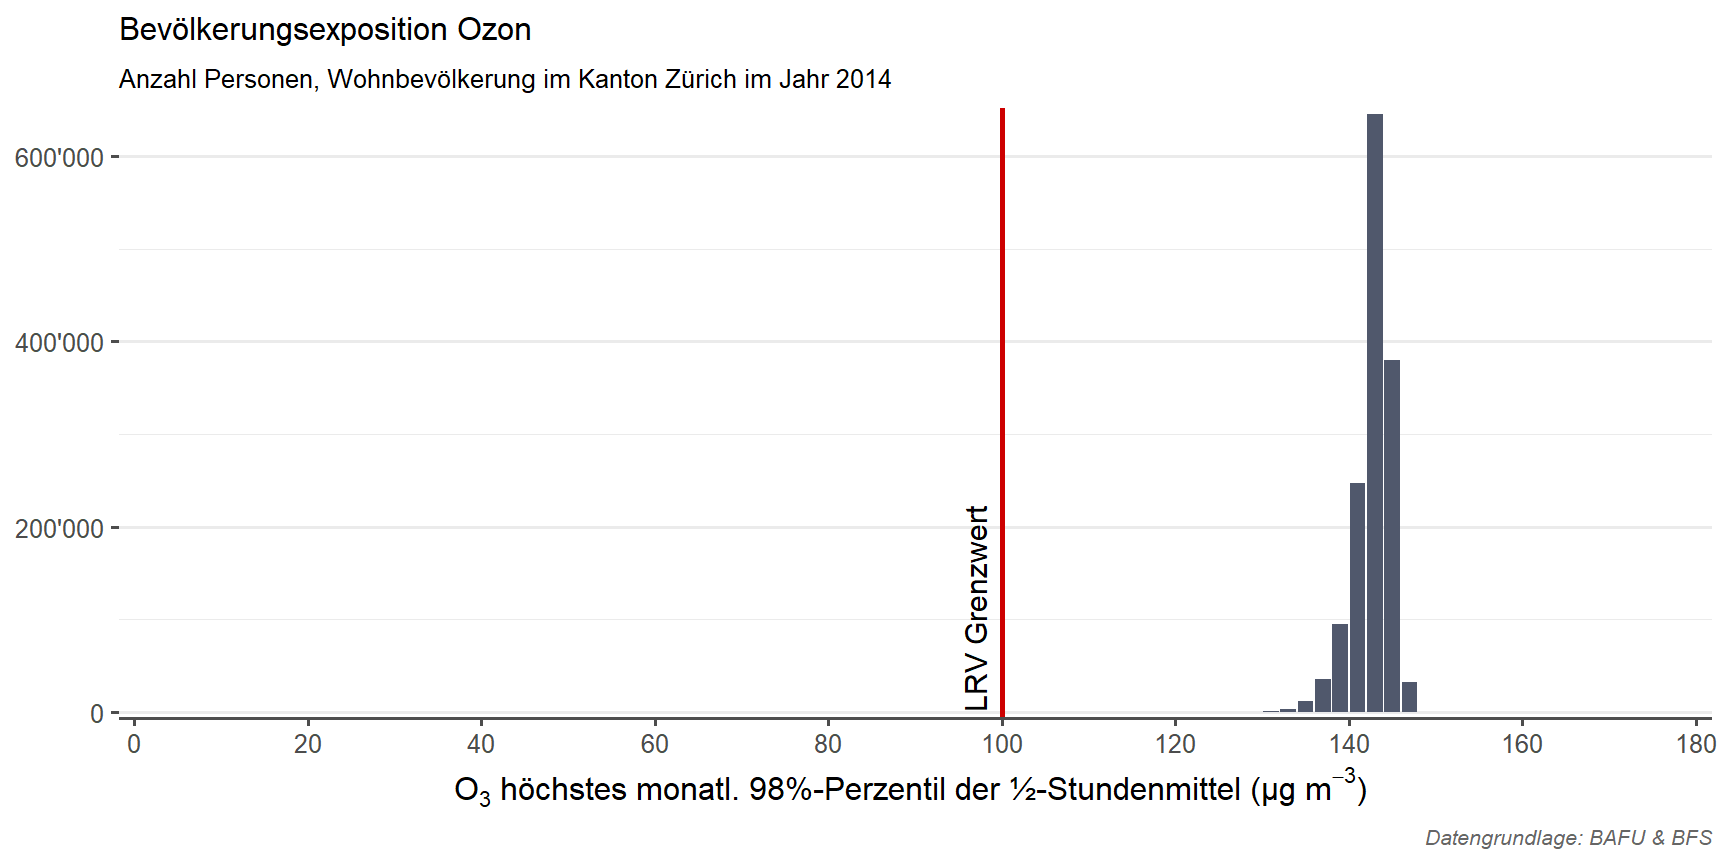 Bevölkerungsexposition Ozon
Anzahl Personen, Wohnbevölkerung im Kanton Zürich im Jahr 2014
600'000
400'000
200'000
0
LRV Grenzwert
0 20 40 60 80 100 120 140 160 180
O₃ höchstes monatl. 98%-Perzentil der ½-Stundenmittel (µg m⁻³)
Datengrundlage: BAFU & BFS